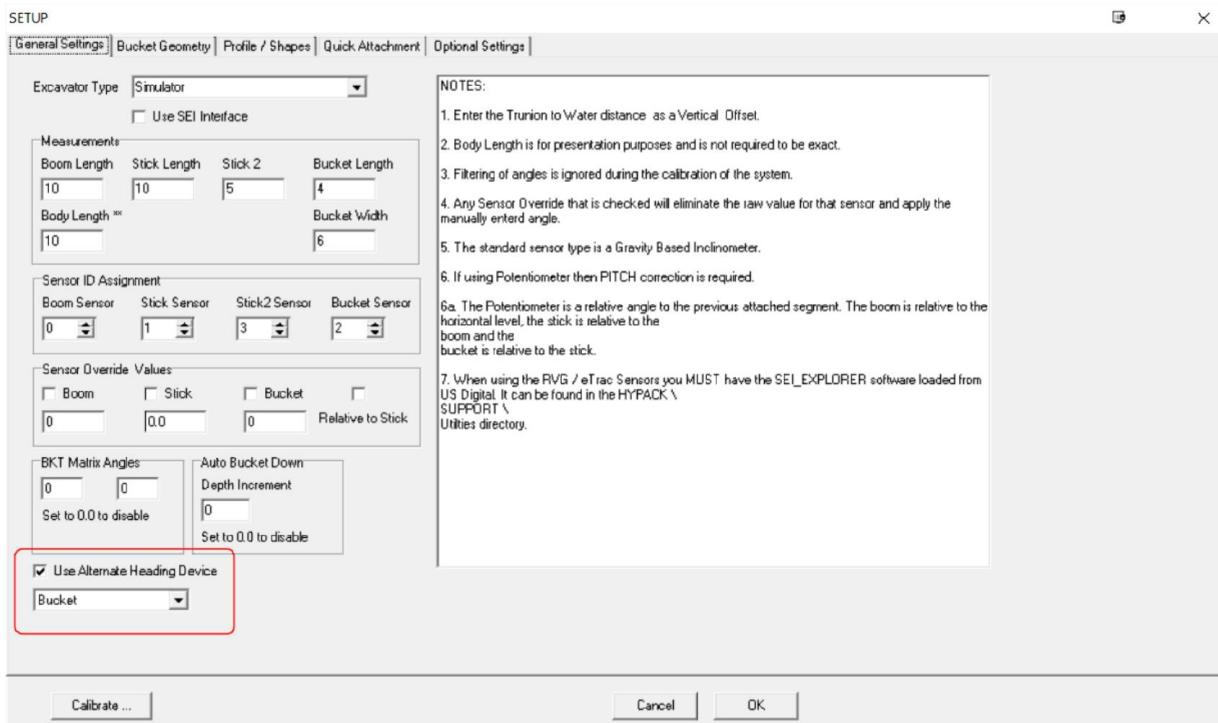 SETUP
General Settings Bucket Geometry Profile / Shapes Quick Attachment Optional Settings
Excavator Type Simulator
Use SEI Interface
Measurements
Boom Length Stick Length Stick 2 Bucket Length
10 10 5 4
Body Length ** Bucket Width
10 6
Sensor ID Assignment
Boom Sensor Stick Sensor Stick2 Sensor Bucket Sensor
0 1 3 2
Sensor Override Values
Boom Stick Bucket
0 0.0 0 Relative to Stick
BKT Matrix Angles
0 0
Set to 0.0 to disable
Auto Bucket Down
Depth Increment
0
Set to 0.0 to disable
Use Alternate Heading Device
Bucket
NOTES:
1. Enter the Trunion to Water distance as a Vertical Offset.
2. Body Length is for presentation purposes and is not required to be exact.
3. Filtering of angles is ignored during the calibration of the system.
4. Any Sensor Override that is checked will eliminate the raw value for that sensor and apply the
manually enterd angle.
5. The standard sensor type is a Gravity Based Inclinometer.
6. If using Potentiometer then PITCH correction is required.
6a. The Potentiometer is a relative angle to the previous attached segment. The boom is relative to the
horizontal level, the stick is relative to the
boom and the
bucket is relative to the stick.
7. When using the RVG / eTrac Sensors you MUST have the SEI_EXPLORER software loaded from
US Digital. It can be found in the HYPACK \
SUPPORT \
Utilties directory.
Calibrate ... Cancel OK